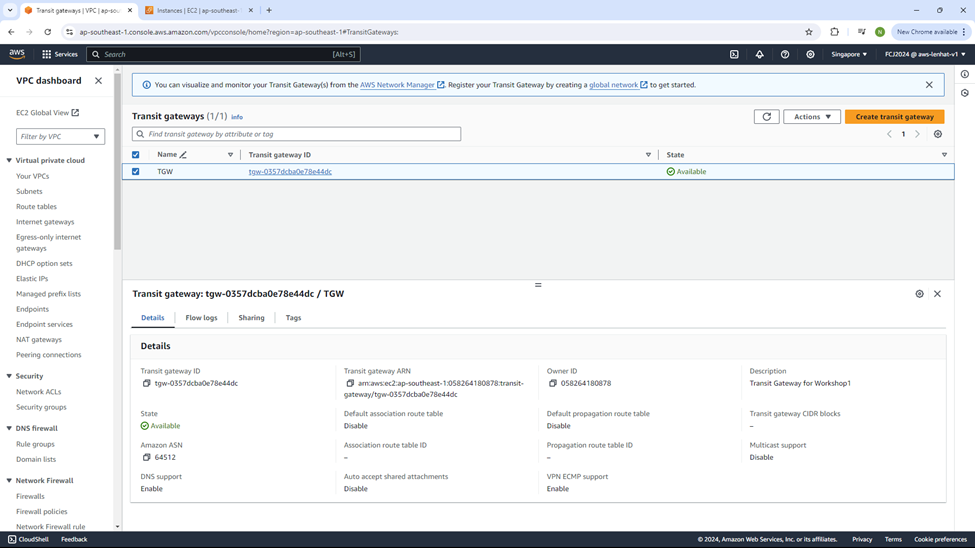 Transit gateways | VPC | ap-sou
Instances | EC2 | ap-southeast-
ap-southeast-1.console.aws.amazon.com/vpcconsole/home?region=ap-southeast-1#TransitGateways:
N
New Chrome available
aws
Services
Search
[Alt+S]
Singapore
FCJ2024 @ aws-lenhat-v1
VPC dashboard
EC2 Global View
Filter by VPC
Virtual private cloud
Your VPCs
Subnets
Route tables
Internet gateways
Egress-only internet
gateways
DHCP option sets
Elastic IPs
Managed prefix lists
Endpoints
Endpoint services
NAT gateways
Peering connections
Security
Network ACLs
Security groups
DNS firewall
Rule groups
Domain lists
Network Firewall
Firewalls
Firewall policies
Network Firewall rule
You can visualize and monitor your Transit Gateway(s) from the AWS Network Manager. Register your Transit Gateway by creating a global network to get started.
Transit gateways (1/1) Info
Actions
Create transit gateway
Find transit gateway by attribute or tag
1
Name
Transit gateway ID
State
TGW
tgw-0357dcba0e78e44dc
Available
Transit gateway: tgw-0357dcba0e78e44dc / TGW
Details
Flow logs
Sharing
Tags
Details
Transit gateway ID
tgw-0357dcba0e78e44dc
Transit gateway ARN
arn:aws:ec2:ap-southeast-1:058264180878:transit-
gateway/tgw-0357dcba0e78e44dc
Owner ID
058264180878
Description
Transit Gateway for Workshop1
State
Available
Default association route table
Disable
Default propagation route table
Disable
Transit gateway CIDR blocks
–
Amazon ASN
64512
Association route table ID
–
Propagation route table ID
–
Multicast support
Disable
DNS support
Enable
Auto accept shared attachments
Disable
VPN ECMP support
Enable
CloudShell
Feedback
© 2024, Amazon Web Services, Inc. or its affiliates.
Privacy
Terms
Cookie preferences